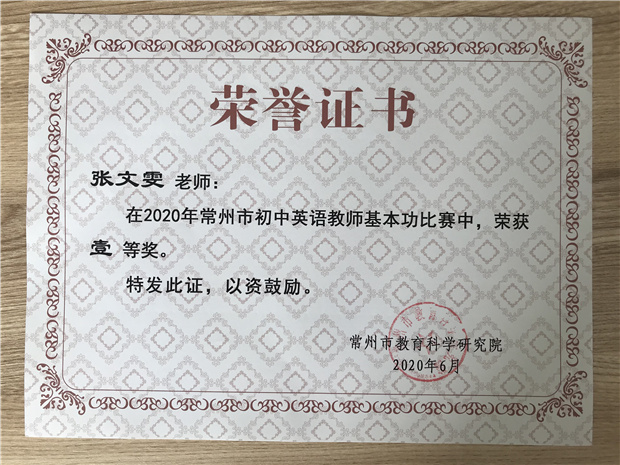 荣誉证书
张文雯 老师：
在2020年常州市初中英语教师基本功比赛中，荣获
壹 等奖。
特发此证，以资鼓励。
常州市教育科学研究院
2020年6月